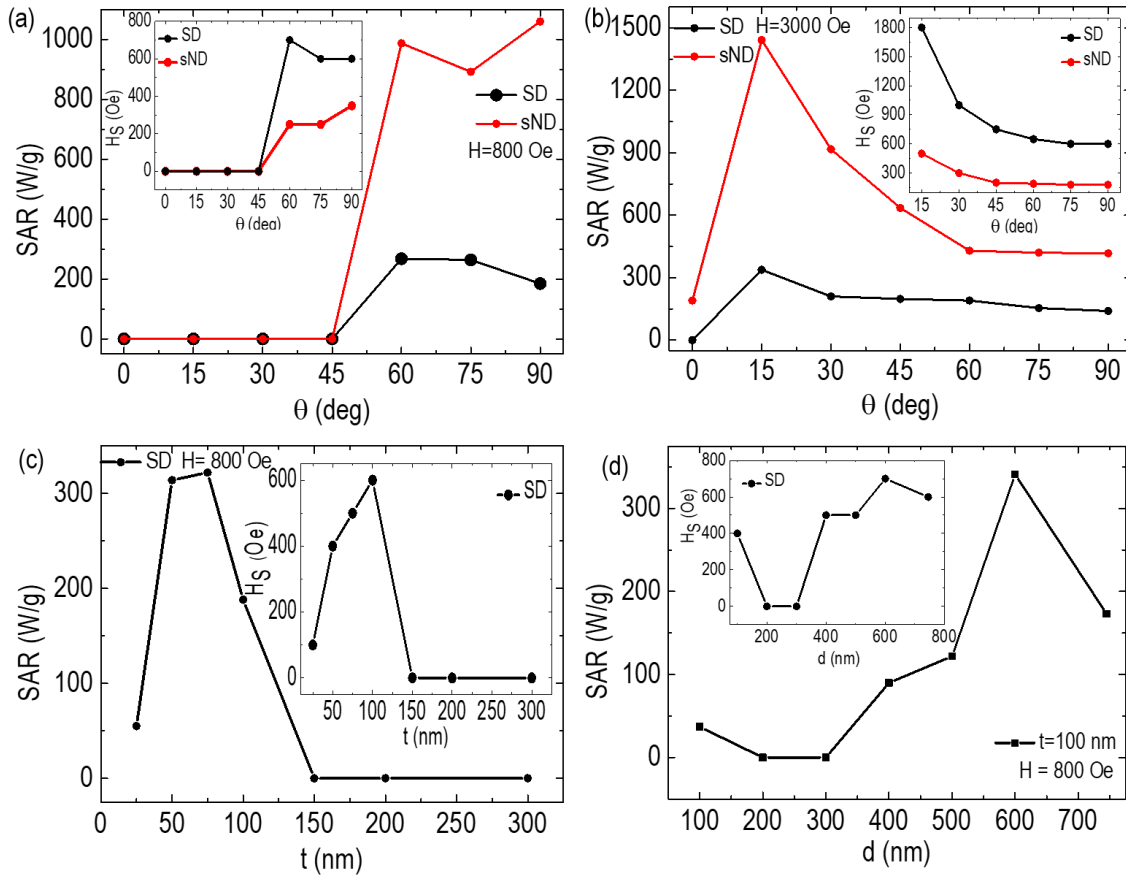 (a)
SAR (W/g)
1000
800
600
400
200
0
0 15 30 45 60 75 90
θ (deg)
SD
sND
H=800 Oe
HS (Oe)
800
600
400
200
0
SD
sND
0 15 30 45 60 75 90
θ (deg)
(b)
SAR (W/g)
1500
1200
900
600
300
0
SD H=3000 Oe
sND
0 15 30 45 60 75 90
θ (deg)
HS (Oe)
1800
1500
1200
900
600
300
SD
sND
15 30 45 60 75 90
θ (deg)
(c)
SAR (W/g)
300
200
100
0
SD H= 800 Oe
0 50 100 150 200 250 300
t (nm)
HS (Oe)
600
400
200
0
SD
50 100 150 200 250 300
t (nm)
(d)
SAR (W/g)
300
200
100
0
100 200 300 400 500 600 700
d (nm)
t=100 nm
H = 800 Oe
HS (Oe)
800
600
400
200
0
SD
200 400 600 800
d (nm)